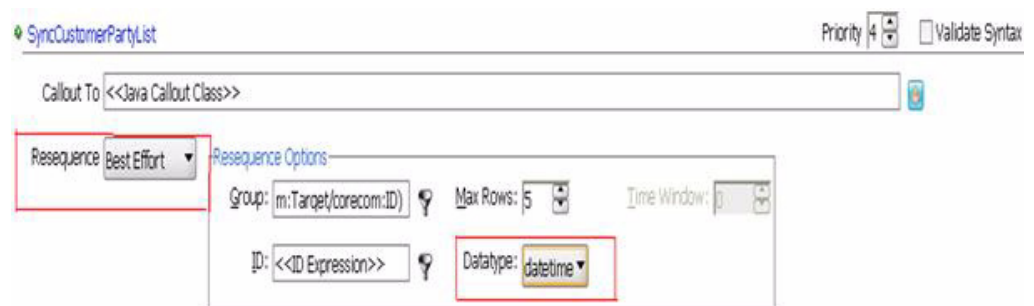 SyncCustomerPartyList Priority 4 Validate Syntax
Callout To <<Java Callout Class>>
Resequence Best Effort Resequence Options
Group: m:Target/corecom:ID) Max Rows: 5 Time Window: 0
ID: <<ID Expression>> Datatype: datetime